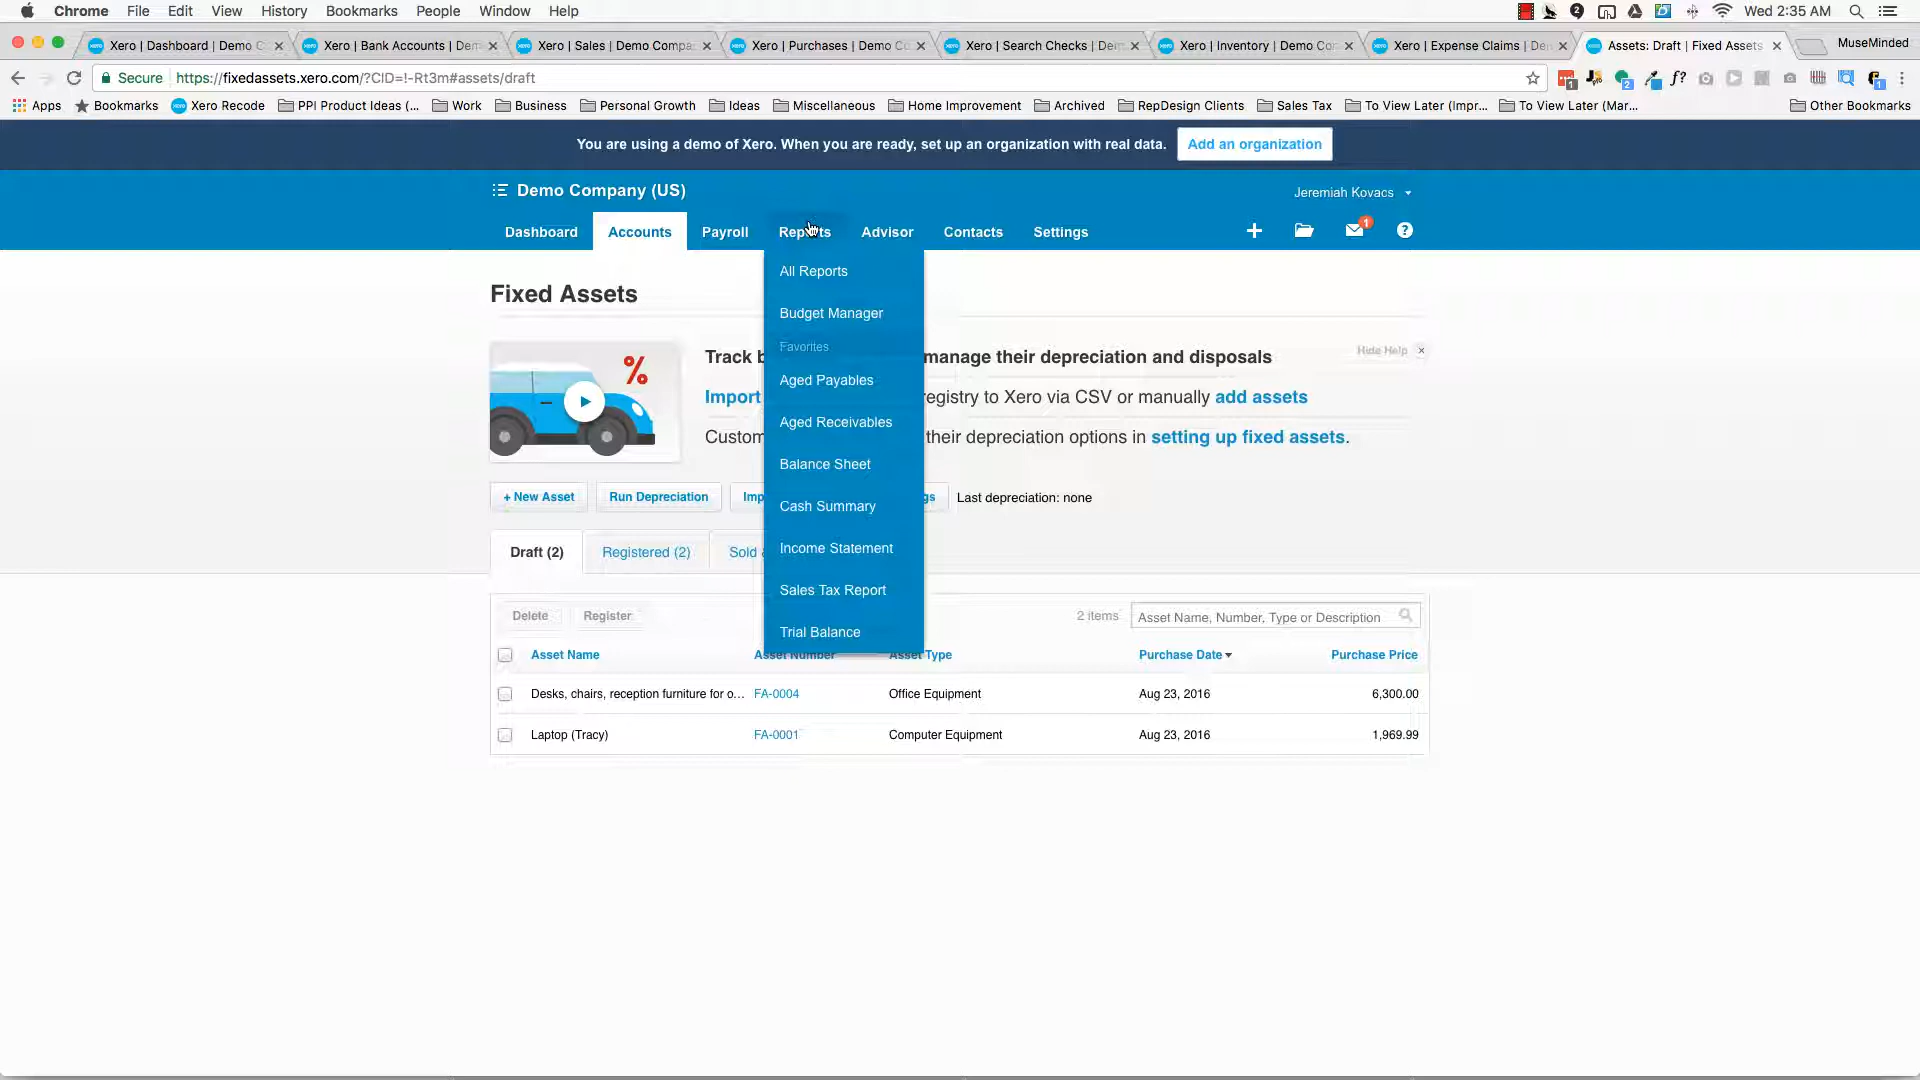 Chrome File Edit View History Bookmarks People Window Help Wed 2:35 AM
Xero | Dashboard | Demo C Xero | Bank Accounts | Dem Xero | Sales | Demo Compa Xero | Purchases | Demo C Xero | Search Checks | Dem Xero | Inventory | Demo Co Xero | Expense Claims | Den Assets: Draft | Fixed Assets MuseMinded
Secure https://fixedassets.xero.com/?CID=!-Rt3m#assets/draft
Apps Bookmarks Xero Recode PPI Product Ideas (... Work Business Personal Growth Ideas Miscellaneous Home Improvement Archived RepDesign Clients Sales Tax To View Later (Impr... To View Later (Mar... Other Bookmarks
You are using a demo of Xero. When you are ready, set up an organization with real data. Add an organization
Demo Company (US) Jeremiah Kovacs
Dashboard Accounts Payroll Reports Advisor Contacts Settings 1
All Reports
Fixed Assets
Budget Manager
Favorites
Track b manage their depreciation and disposals Hide Help
%
Aged Payables
Import registry to Xero via CSV or manually add assets
Aged Receivables
Custom their depreciation options in setting up fixed assets.
Balance Sheet
+ New Asset Run Depreciation Imp gs Last depreciation: none
Cash Summary
Income Statement
Draft (2) Registered (2) Sold
Sales Tax Report
Delete Register 2 items Asset Name, Number, Type or Description
Trial Balance
Asset Name Asset Number Asset Type Purchase Date Purchase Price
Desks, chairs, reception furniture for o... FA-0004 Office Equipment Aug 23, 2016 6,300.00
Laptop (Tracy) FA-0001 Computer Equipment Aug 23, 2016 1,969.99